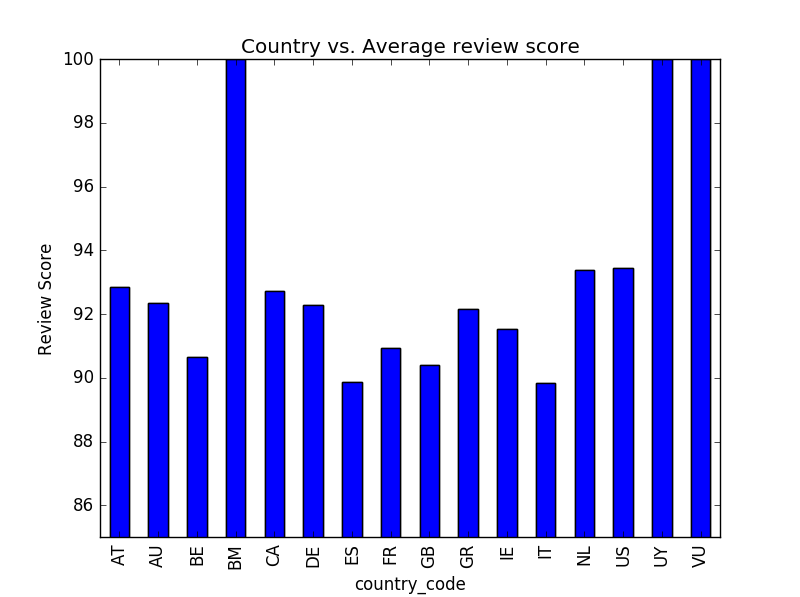 Country vs. Average review score
100
98
96
94
92
90
88
86
Review Score
AT AU BE BM CA DE ES FR GB GR IE IT NL US UY VU
country_code